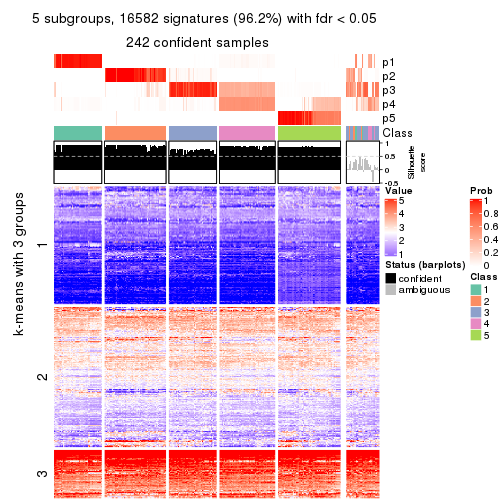 5 subgroups, 16582 signatures (96.2%) with fdr < 0.05
242 confident samples
p1
p2
p3
p4
p5
Class
1
0.5
0
-0.5
Silhouette
score
k-means with 3 groups
1
2
3
Value
5
4
3
2
1
Status (barplots)
confident
ambiguous
Prob
1
0.8
0.6
0.4
0.2
0
Class
1
2
3
4
5